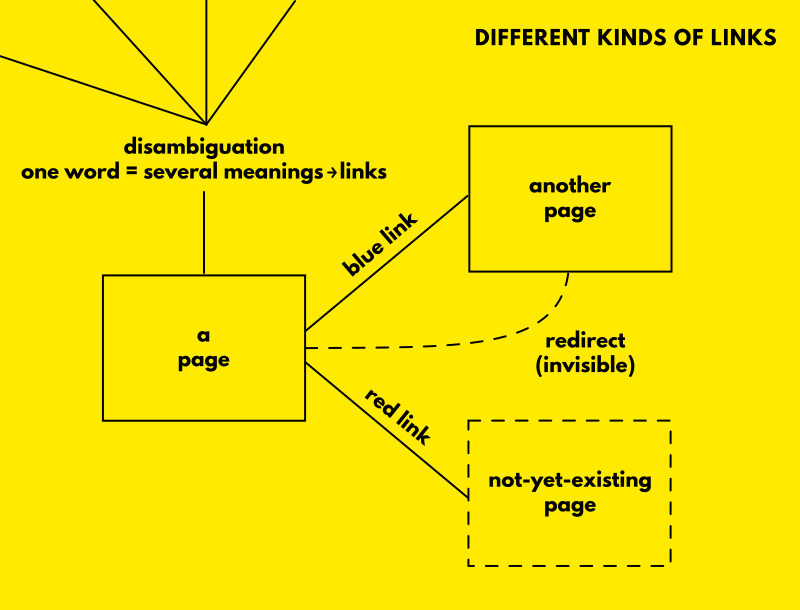 DIFFERENT KINDS OF LINKS
disambiguation
one word = several meanings→links
another
page
blue link
a
page
redirect
(invisible)
red link
not-yet-existing
page